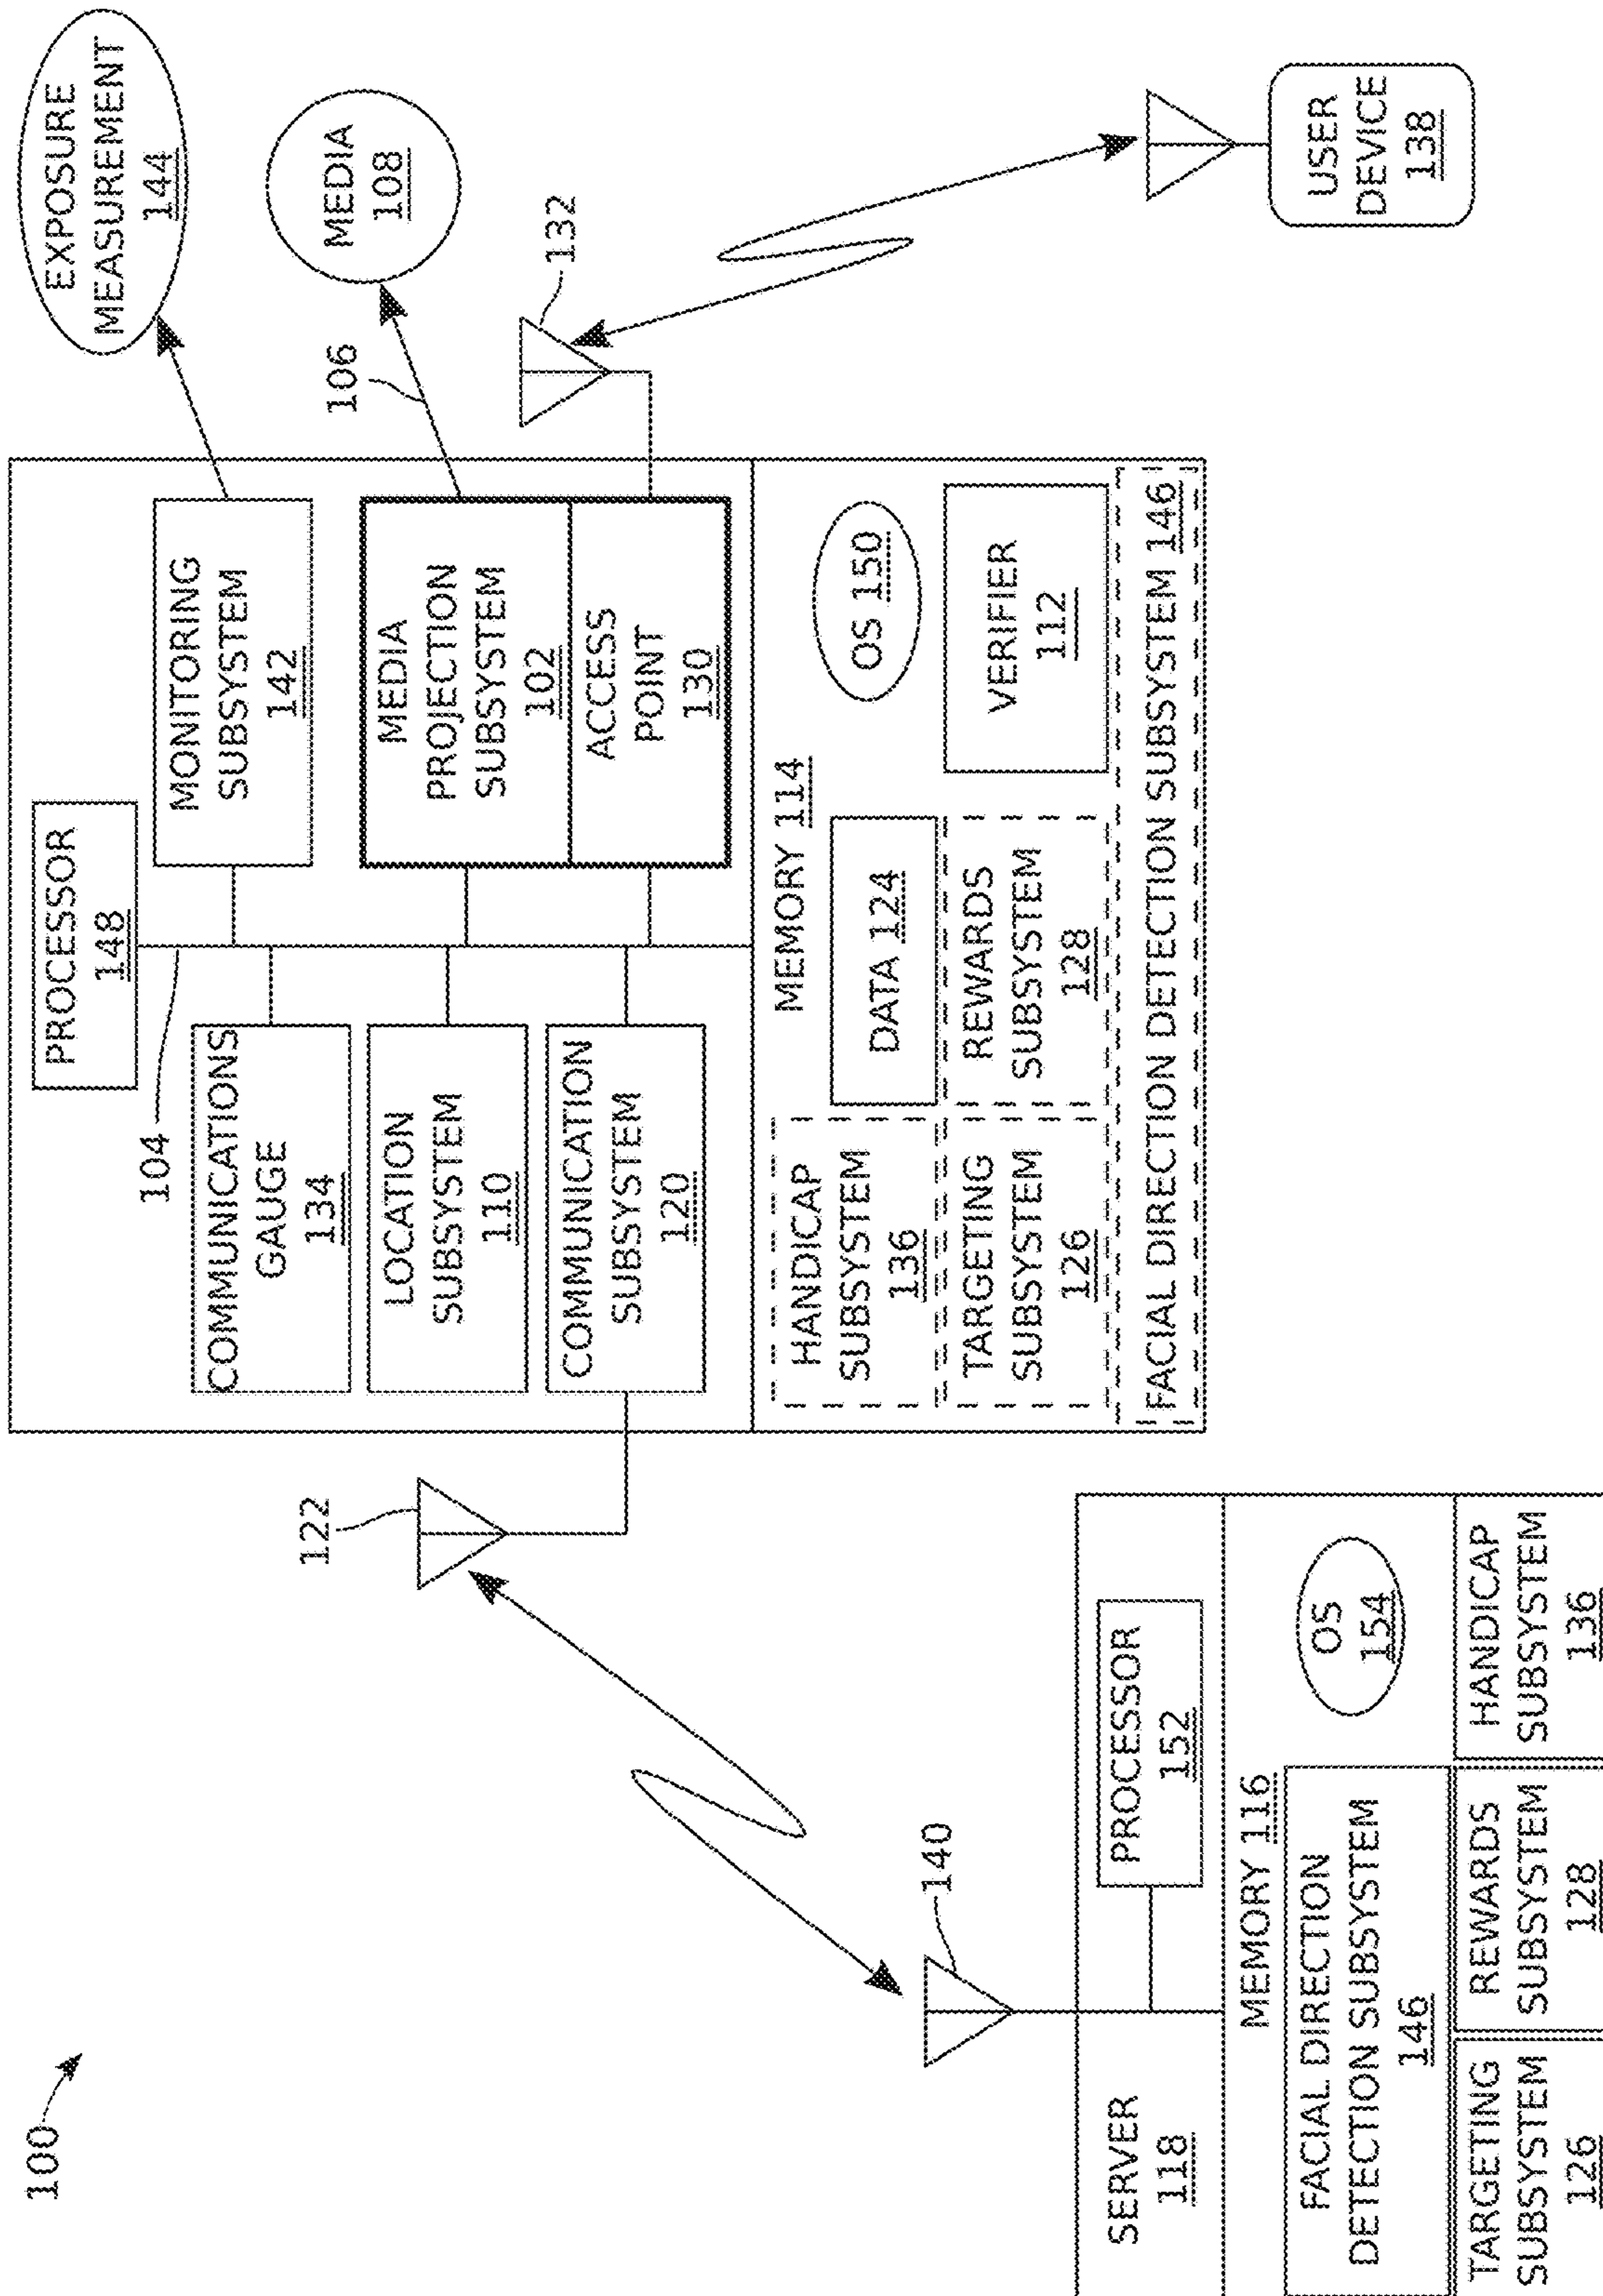 100
EXPOSURE
MEASUREMENT
144
PROCESSOR
148
104
MONITORING
SUBSYSTEM
142
COMMUNICATIONS
GAUGE
134
106
MEDIA
108
122
LOCATION
SUBSYSTEM
110
MEDIA
PROJECTION
SUBSYSTEM
102
132
COMMUNICATION
SUBSYSTEM
120
ACCESS
POINT
130
MEMORY 114
HANDICAP
SUBSYSTEM
136
DATA 124
OS 150
TARGETING
SUBSYSTEM
126
REWARDS
SUBSYSTEM
128
VERIFIER
112
FACIAL DIRECTION DETECTION SUBSYSTEM 146
140
USER
DEVICE
138
SERVER
118
PROCESSOR
152
MEMORY 116
FACIAL DIRECTION
DETECTION SUBSYSTEM
146
OS
154
TARGETING
SUBSYSTEM
126
REWARDS
SUBSYSTEM
128
HANDICAP
SUBSYSTEM
136